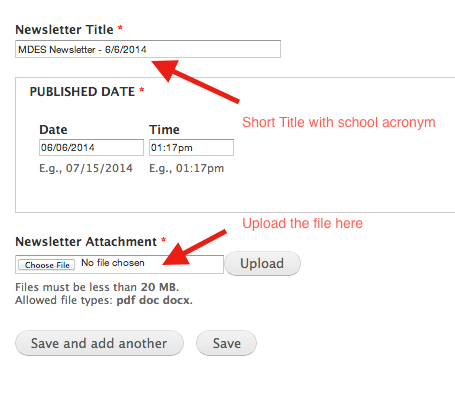 Newsletter Title *
MDES Newsletter - 6/6/2014
PUBLISHED DATE *
Short Title with school acronym
Date Time
06/06/2014 01:17pm
E.g., 07/15/2014 E.g., 01:17pm
Upload the file here
Newsletter Attachment *
Choose File No file chosen Upload
Files must be less than 20 MB.
Allowed file types: pdf doc docx.
Save and add another Save